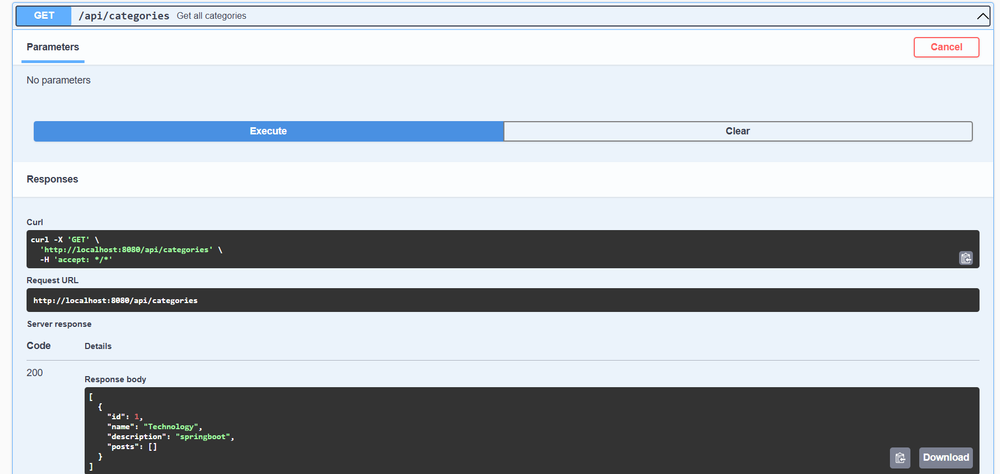 GET /api/categories Get all categories
Parameters Cancel
No parameters
Execute Clear
Responses
Curl
curl -X 'GET' \
  'http://localhost:8080/api/categories' \
  -H 'accept: */*'
Request URL
http://localhost:8080/api/categories
Server response
Code Details
200
Response body
[
  {
    "id": 1,
    "name": "Technology",
    "description": "springboot",
    "posts": []
  }
]
Download